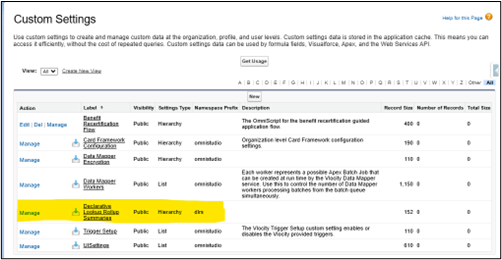 Custom Settings
Help for this Page
Use custom settings to create and manage custom data at the organization, profile, and user levels. Custom settings data is stored in the application cache. This means you can
access it efficiently, without the cost of repeated queries. Custom settings data can be used by formula fields, Visualforce, Apex, and the Web Services API.
Get Usage
View: All Create New View
A | B | C | D | E | F | G | H | I | J | K | L | M | N | O | P | Q | R | S | T | U | V | W | X | Y | Z | Other All
New
Action Label ↑ Visibility Settings Type Namespace Prefix Description Record Size Number of Records Total Size
Edit | Del | Manage Benefit Recertification Flow Public Hierarchy The OmniScript for the benefit recertification guided application flow. 400 0 0
Manage Card Framework Configuration Public Hierarchy omnistudio Organization level Card Framework configuration settings. 190 0 0
Manage Data Mapper Encryption Public Hierarchy omnistudio 110 0 0
Manage Data Mapper Workers Public List omnistudio Each worker represents a possible Apex Batch Job that can be created at run time by the Vlocity Data Mapper service. Use this to control the number of Data Mapper workers processing batches from the batch queue simultaneously. 1,150 0 0
Manage Declarative Lookup Rollup Summaries Public Hierarchy dlrs 152 0 0
Manage Trigger Setup Public List omnistudio The Vlocity Trigger Setup custom setting enables or disables the Vlocity provided triggers. 110 0 0
Manage UISettings Public List omnistudio 610 0 0